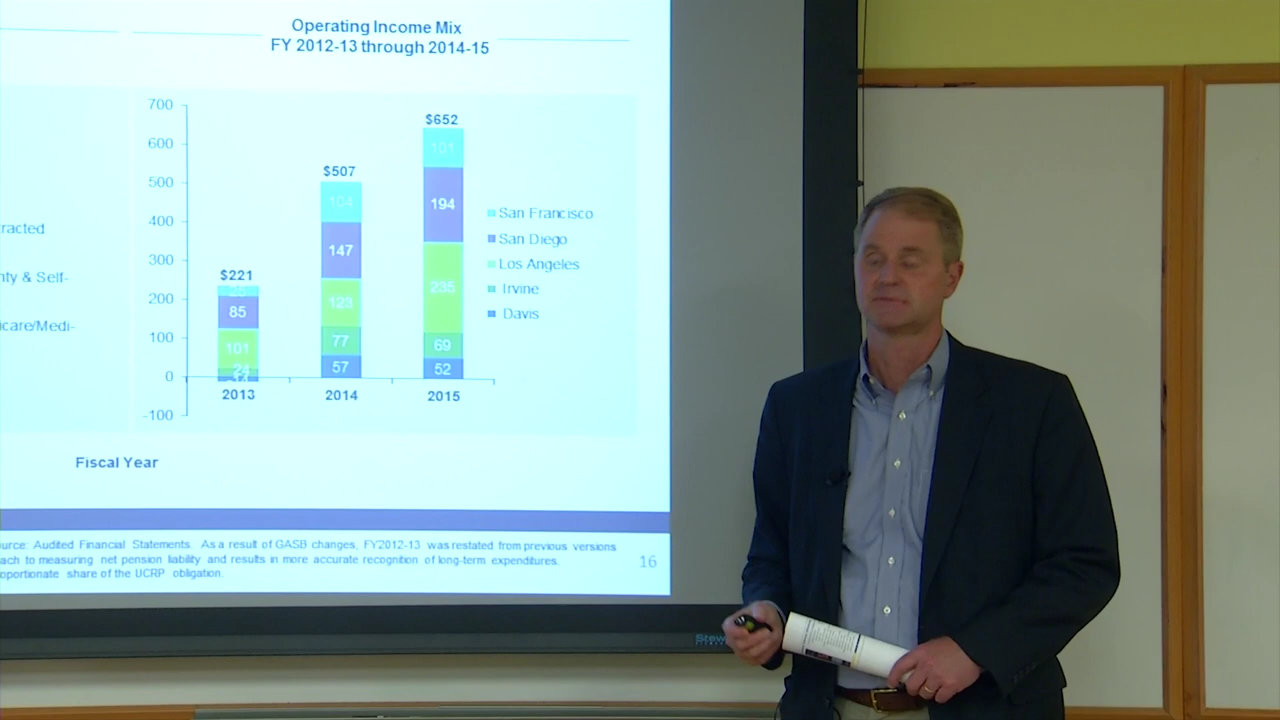 Operating Income Mix
FY 2012-13 through 2014-15
700
600
500
400
300
200
100
0
-100
$221
85
101
24
2013
$507
104
147
123
77
57
2014
$652
101
194
235
69
52
2015
San Francisco
San Diego
Los Angeles
Irvine
Davis
racted
nty & Self-
icare/Medi-
Fiscal Year
urce: Audited Financial Statements. As a result of GASB changes, FY2012-13 was restated from previous versions
ach to measuring net pension liability and results in more accurate recognition of long-term expenditures.
oportionate share of the UCRP obligation.
16
Stew